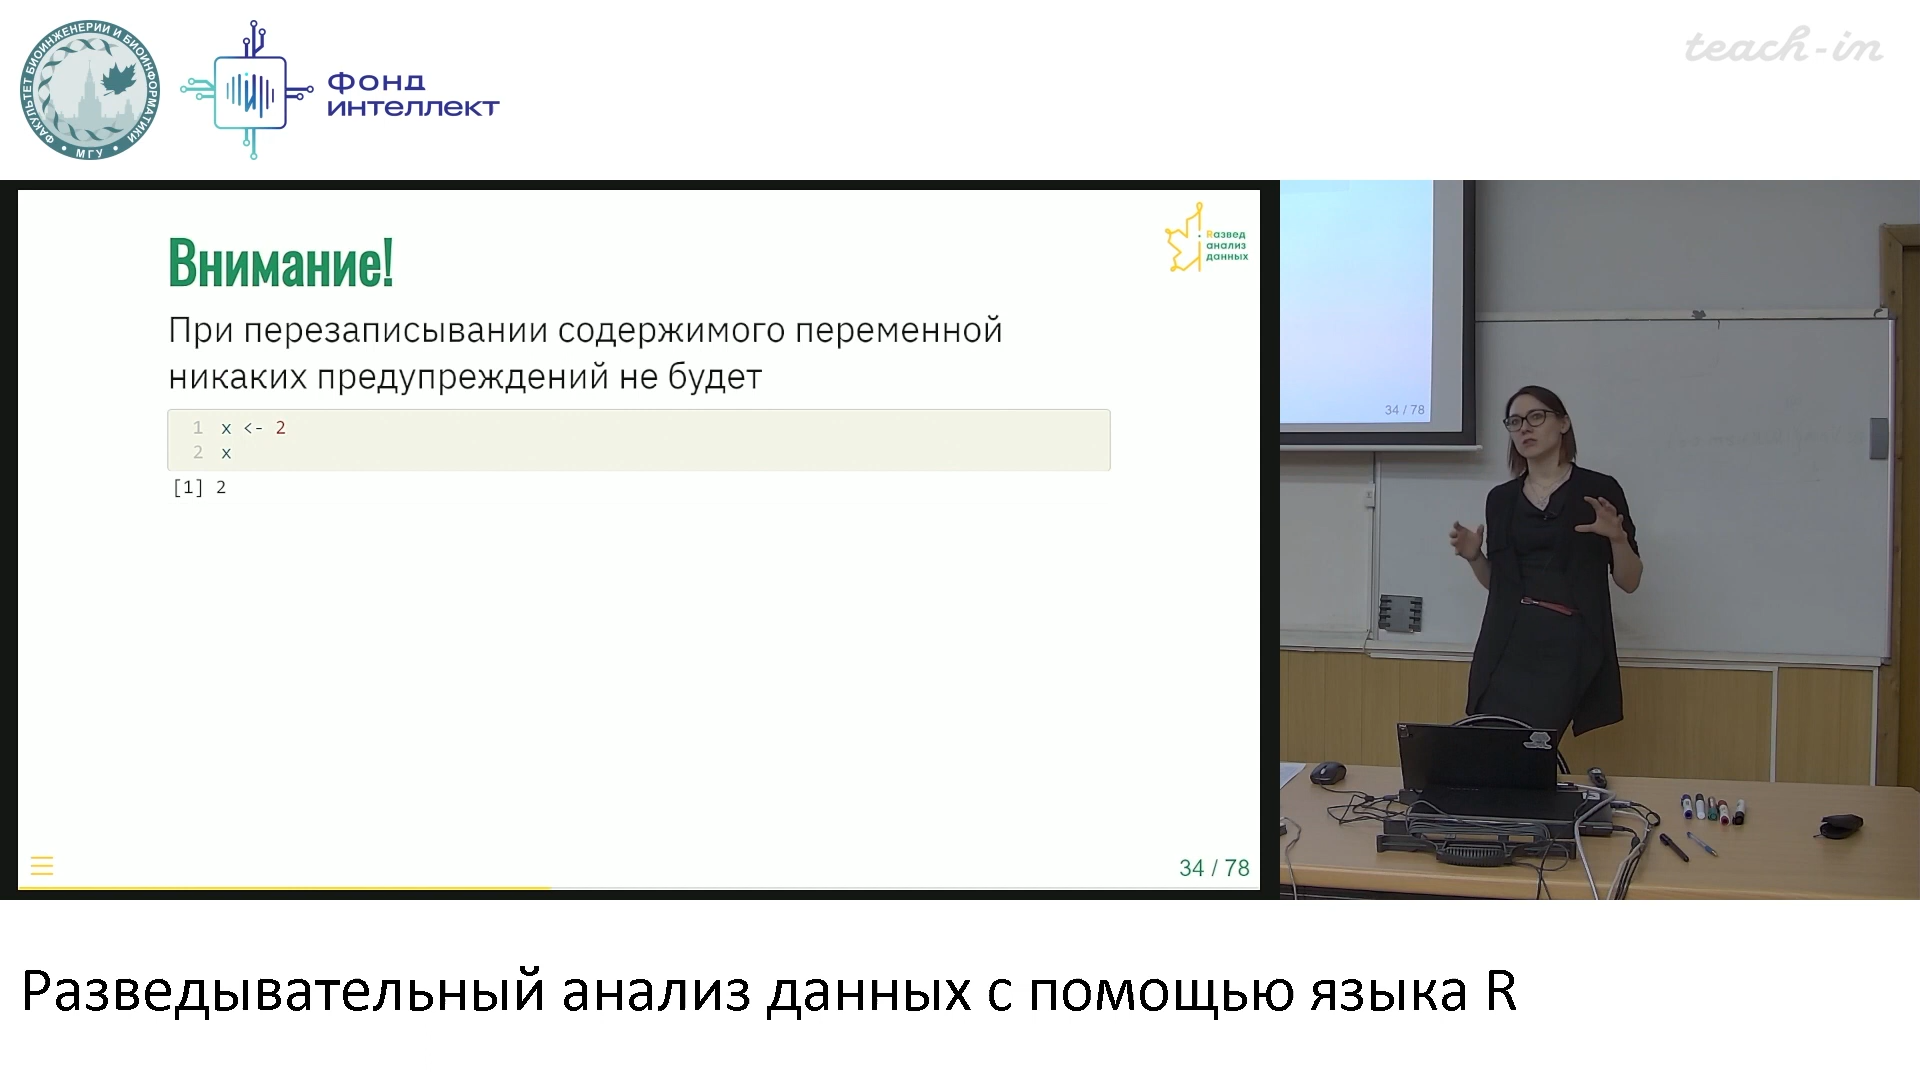 ФАКУЛЬТЕТ БИОИНЖЕНЕРИИ И БИОИНФОРМАТИКИ
• МГУ •
ФОНД
ИНТЕЛЛЕКТ
teach-in
Rазвед
анализ
данных
Внимание!
При перезаписывании содержимого переменной
никаких предупреждений не будет
1 x <- 2
2 x
[1] 2
34 / 78
34 / 78
Разведывательный анализ данных с помощью языка R